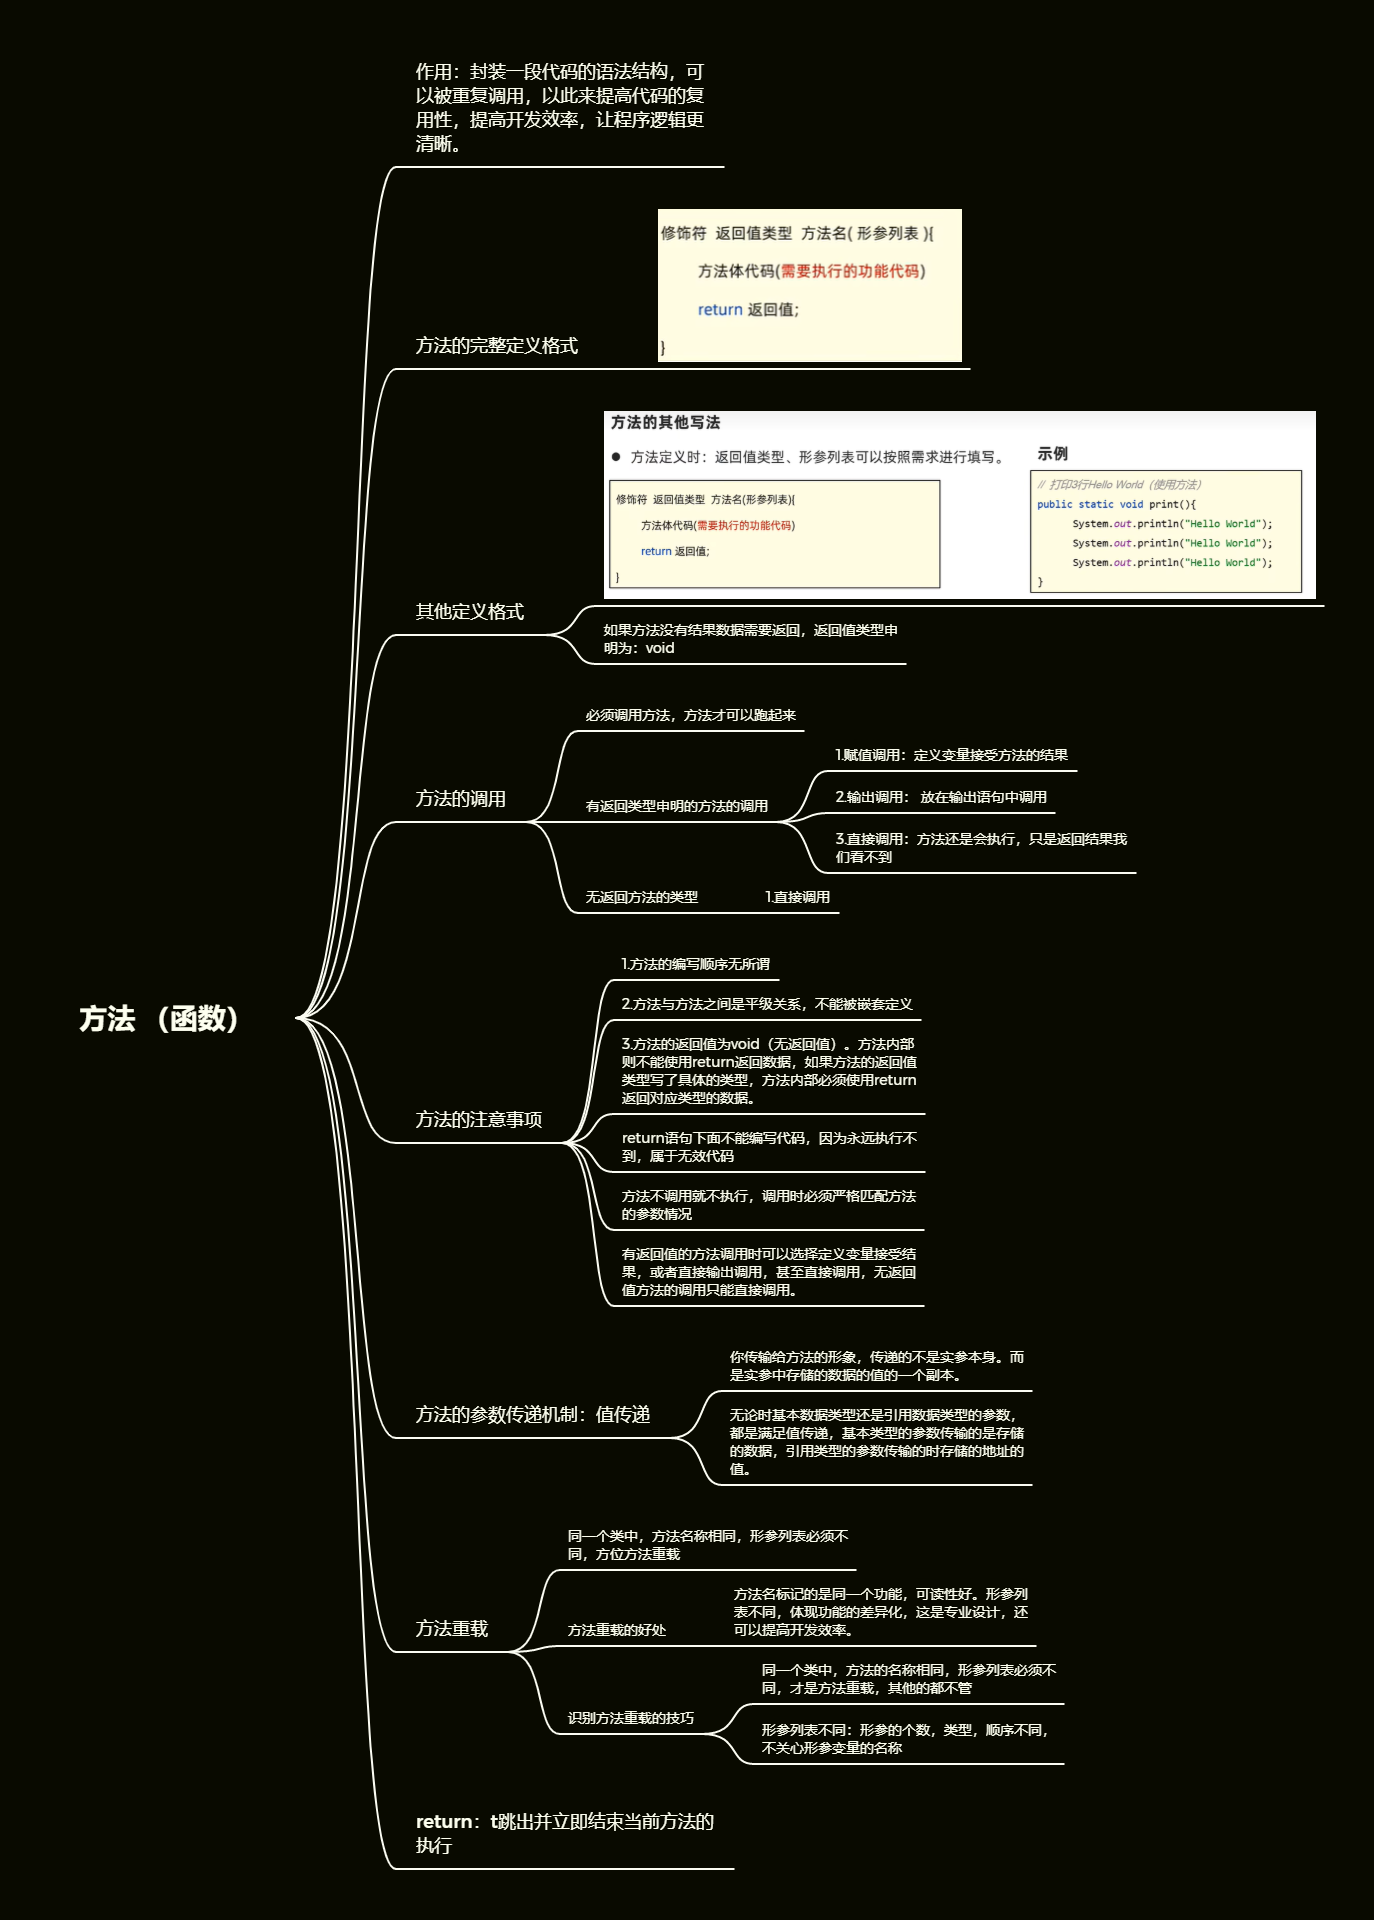 作用：封装一段代码的语法结构，可
以被重复调用，以此来提高代码的复
用性，提高开发效率，让程序逻辑更
清晰。
修饰符 返回值类型 方法名( 形参列表 ){
方法体代码(需要执行的功能代码)
return 返回值;
}
方法的完整定义格式
方法的其他写法
● 方法定义时：返回值类型、形参列表可以按照需求进行填写。
修饰符 返回值类型 方法名(形参列表){
方法体代码(需要执行的功能代码)
return 返回值;
}
示例
// 打印3行Hello World（使用方法）
public static void print(){
System.out.println("Hello World");
System.out.println("Hello World");
System.out.println("Hello World");
}
其他定义格式
如果方法没有结果数据需要返回，返回值类型申
明为：void
必须调用方法，方法才可以跑起来
方法的调用
有返回类型申明的方法的调用
1.赋值调用：定义变量接受方法的结果
2.输出调用： 放在输出语句中调用
3.直接调用：方法还是会执行，只是返回结果我
们看不到
无返回方法的类型
1.直接调用
方法 （函数）
方法的注意事项
1.方法的编写顺序无所谓
2.方法与方法之间是平级关系，不能被嵌套定义
3.方法的返回值为void（无返回值）。方法内部
则不能使用return返回数据，如果方法的返回值
类型写了具体的类型，方法内部必须使用return
返回对应类型的数据。
return语句下面不能编写代码，因为永远执行不
到，属于无效代码
方法不调用就不执行，调用时必须严格匹配方法
的参数情况
有返回值的方法调用时可以选择定义变量接受结
果，或者直接输出调用，甚至直接调用，无返回
值方法的调用只能直接调用。
方法的参数传递机制：值传递
你传输给方法的形象，传递的不是实参本身。而
是实参中存储的数据的值的一个副本。
无论时基本数据类型还是引用数据类型的参数，
都是满足值传递，基本类型的参数传输的是存储
的数据，引用类型的参数传输的时存储的地址的
值。
方法重载
同一个类中，方法名称相同，形参列表必须不
同，方位方法重载
方法重载的好处
方法名标记的是同一个功能，可读性好。形参列
表不同，体现功能的差异化，这是专业设计，还
可以提高开发效率。
识别方法重载的技巧
同一个类中，方法的名称相同，形参列表必须不
同，才是方法重载，其他的都不管
形参列表不同：形参的个数，类型，顺序不同，
不关心形参变量的名称
return：t跳出并立即结束当前方法的
执行